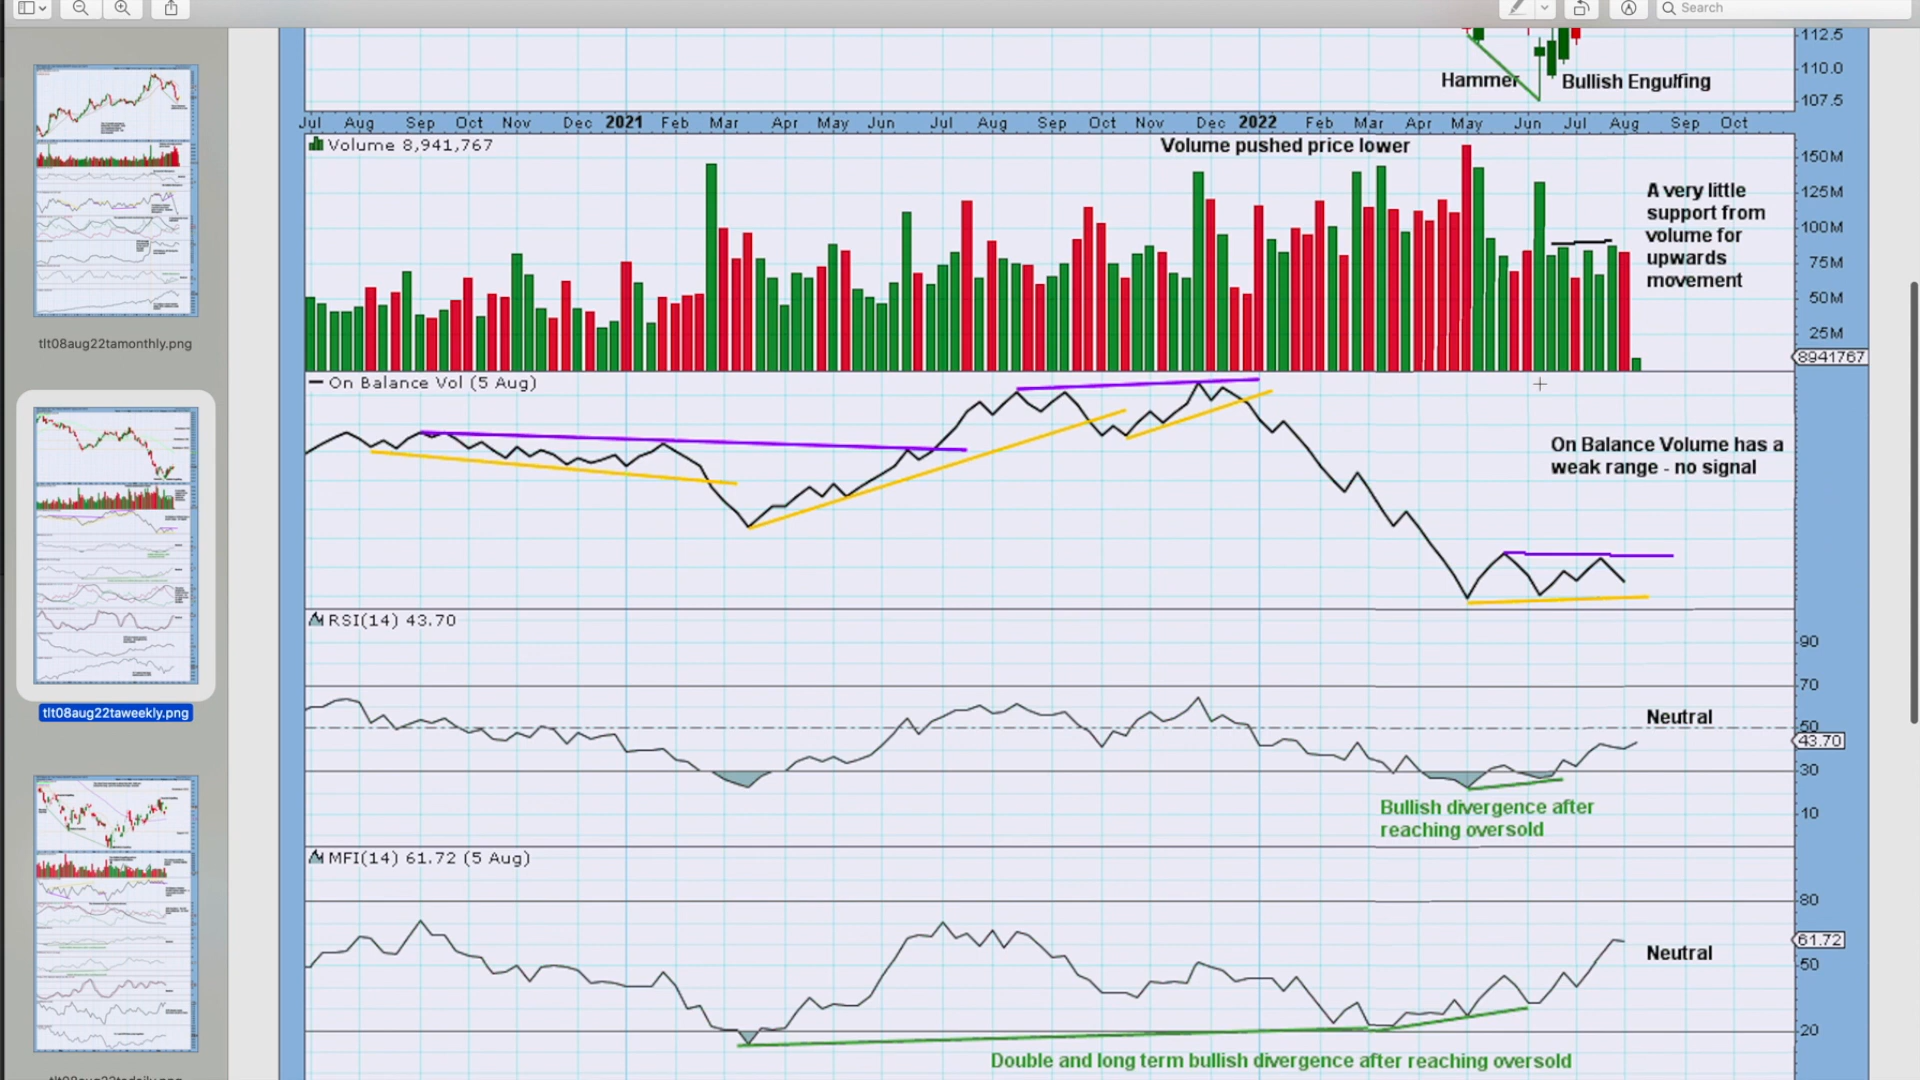 Search
112.5
110.0
107.5
Hammer
Bullish Engulfing
Jul Aug Sep Oct Nov Dec 2021 Feb Mar Apr May Jun Jul Aug Sep Oct Nov Dec 2022 Feb Mar Apr May Jun Jul Aug Sep Oct
Volume 8,941,767
Volume pushed price lower
A very little
support from
volume for
upwards
movement
150M
125M
100M
75M
50M
25M
8941767
On Balance Vol (5 Aug)
On Balance Volume has a
weak range - no signal
RSI(14) 43.70
90
70
50
43.70
30
10
Neutral
Bullish divergence after
reaching oversold
MFI(14) 61.72 (5 Aug)
80
61.72
50
20
Neutral
Double and long term bullish divergence after reaching oversold
tlt08aug22tamonthly.png
tlt08aug22taweekly.png